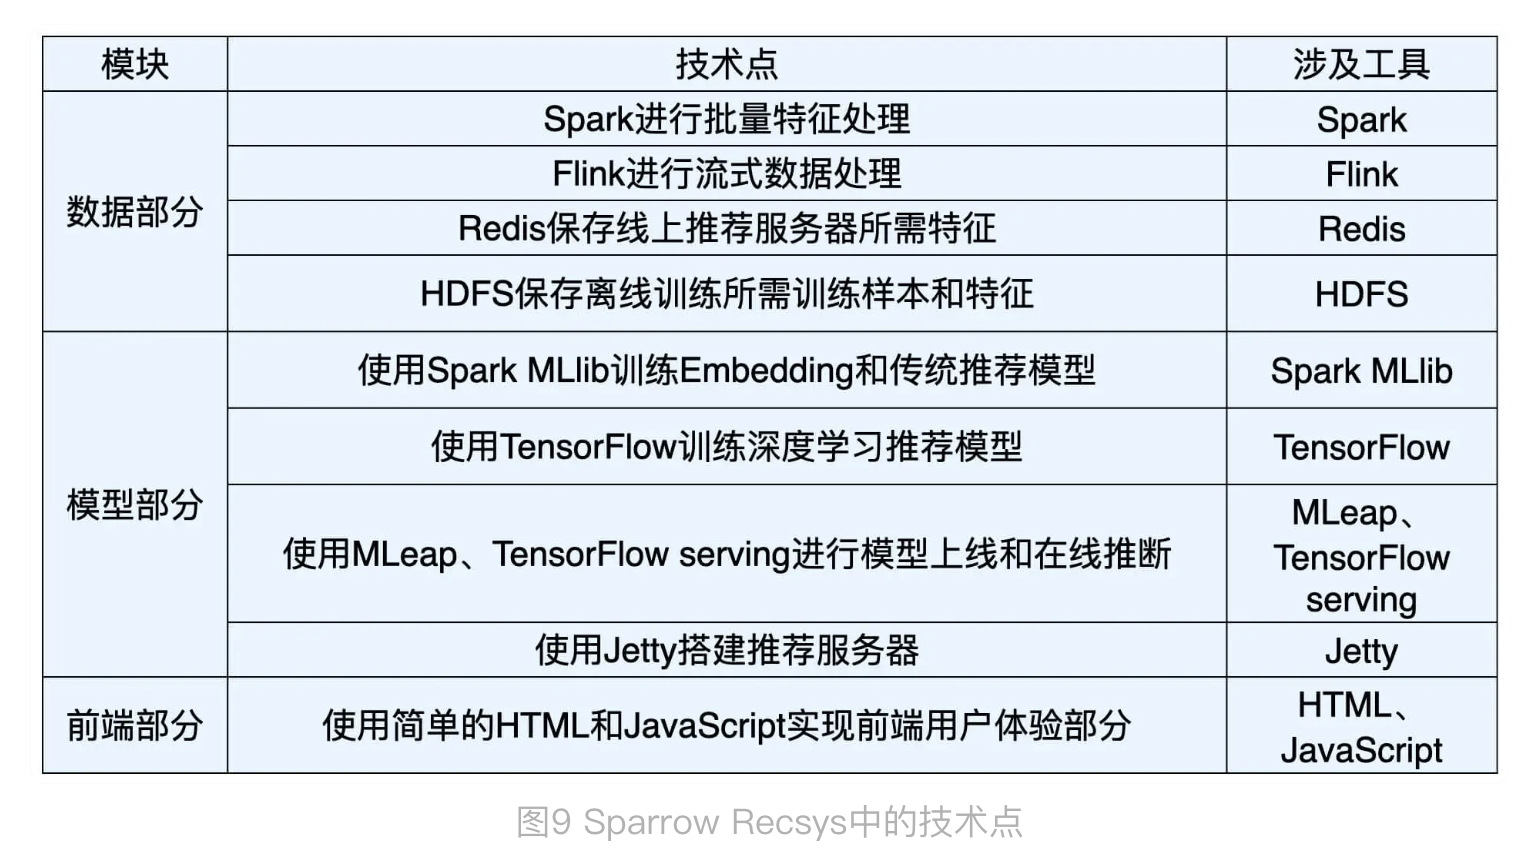 模块 技术点 涉及工具
数据部分
Spark进行批量特征处理 Spark
Flink进行流式数据处理 Flink
Redis保存线上推荐服务器所需特征 Redis
HDFS保存离线训练所需训练样本和特征 HDFS
模型部分
使用Spark MLlib训练Embedding和传统推荐模型 Spark MLlib
使用TensorFlow训练深度学习推荐模型 TensorFlow
使用MLeap、TensorFlow serving进行模型上线和在线推断
MLeap、
TensorFlow
serving
使用Jetty搭建推荐服务器 Jetty
前端部分 使用简单的HTML和JavaScript实现前端用户体验部分
HTML、
JavaScript
图9 Sparrow Recsys中的技术点